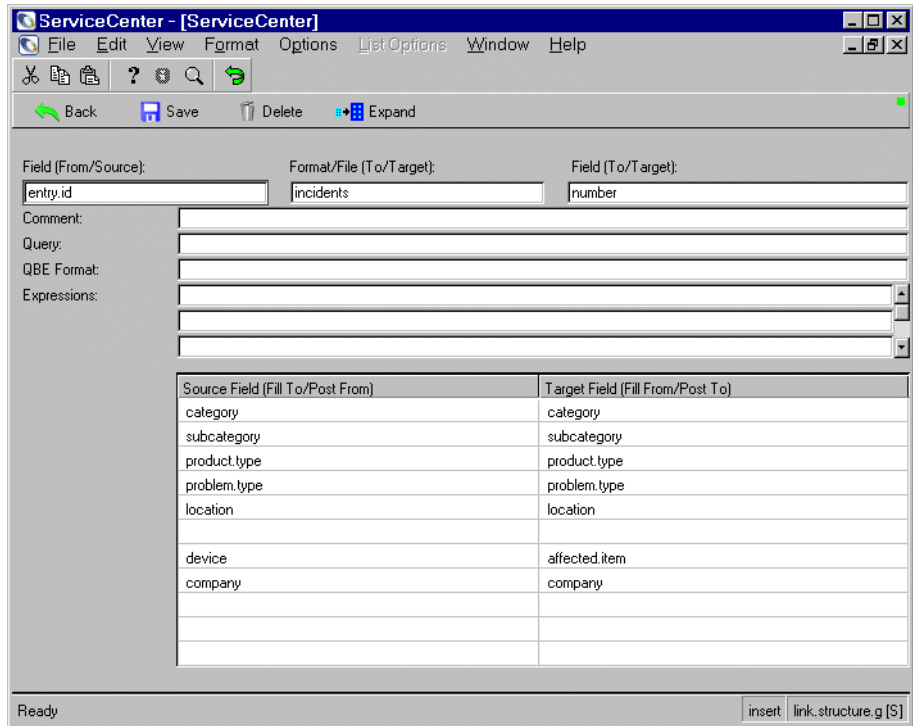 ServiceCenter - [ServiceCenter]
File Edit View Format Options List Options Window Help
?
Back Save Delete Expand
Field (From/Source): Format/File (To/Target): Field (To/Target):
entry.id incidents number
Comment:
Query:
QBE Format:
Expressions:
Source Field (Fill To/Post From) Target Field (Fill From/Post To)
category category
subcategory subcategory
product.type product.type
problem.type problem.type
location location
device affected.item
company company
Ready insert link.structure.g [S]